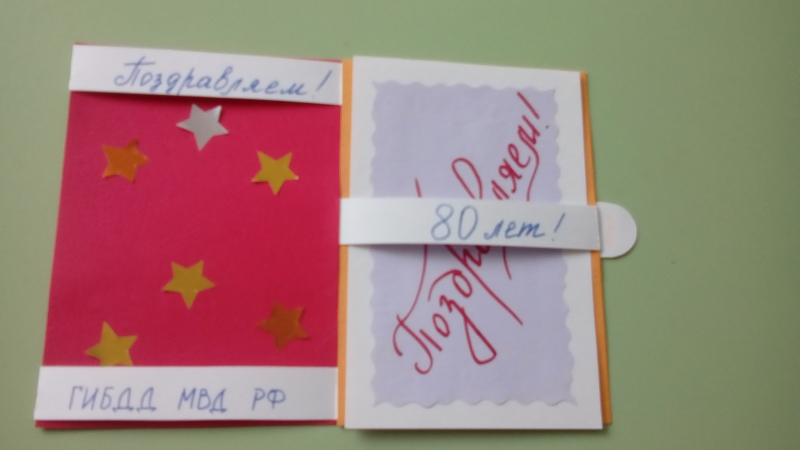 Поздравляем!
ГИБДД МВД РФ
Поздравляем!
80 лет!